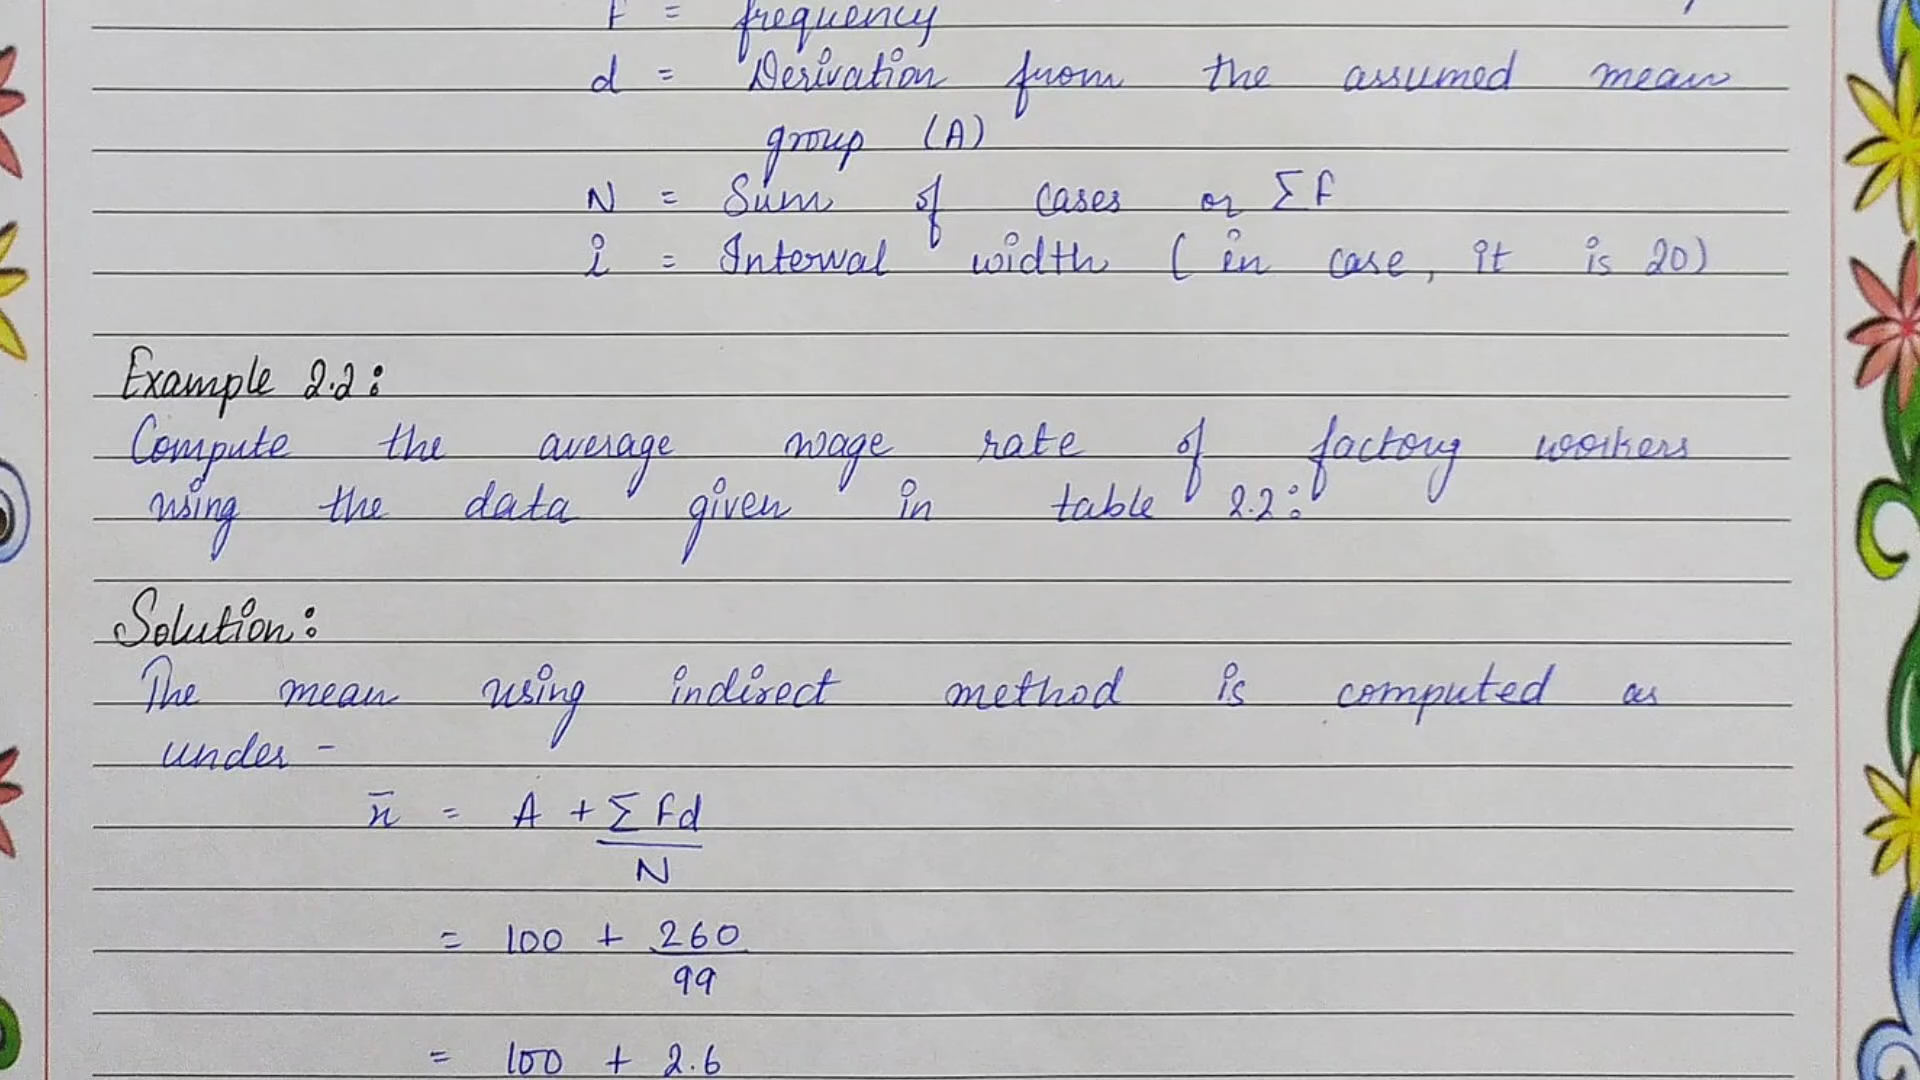 F = frequency
d = Derivation from the assumed mean
group (A)
N = Sum of cases or ΣF
i = Interval width (in case, it is 20)
Example 2.2:
Compute the average wage rate of factory workers
using the data given in table 2.2:
Solution:
The mean using indirect method is computed as
under -
x̄ = A + ΣFd
N
= 100 + 260
99
= 100 + 2.6